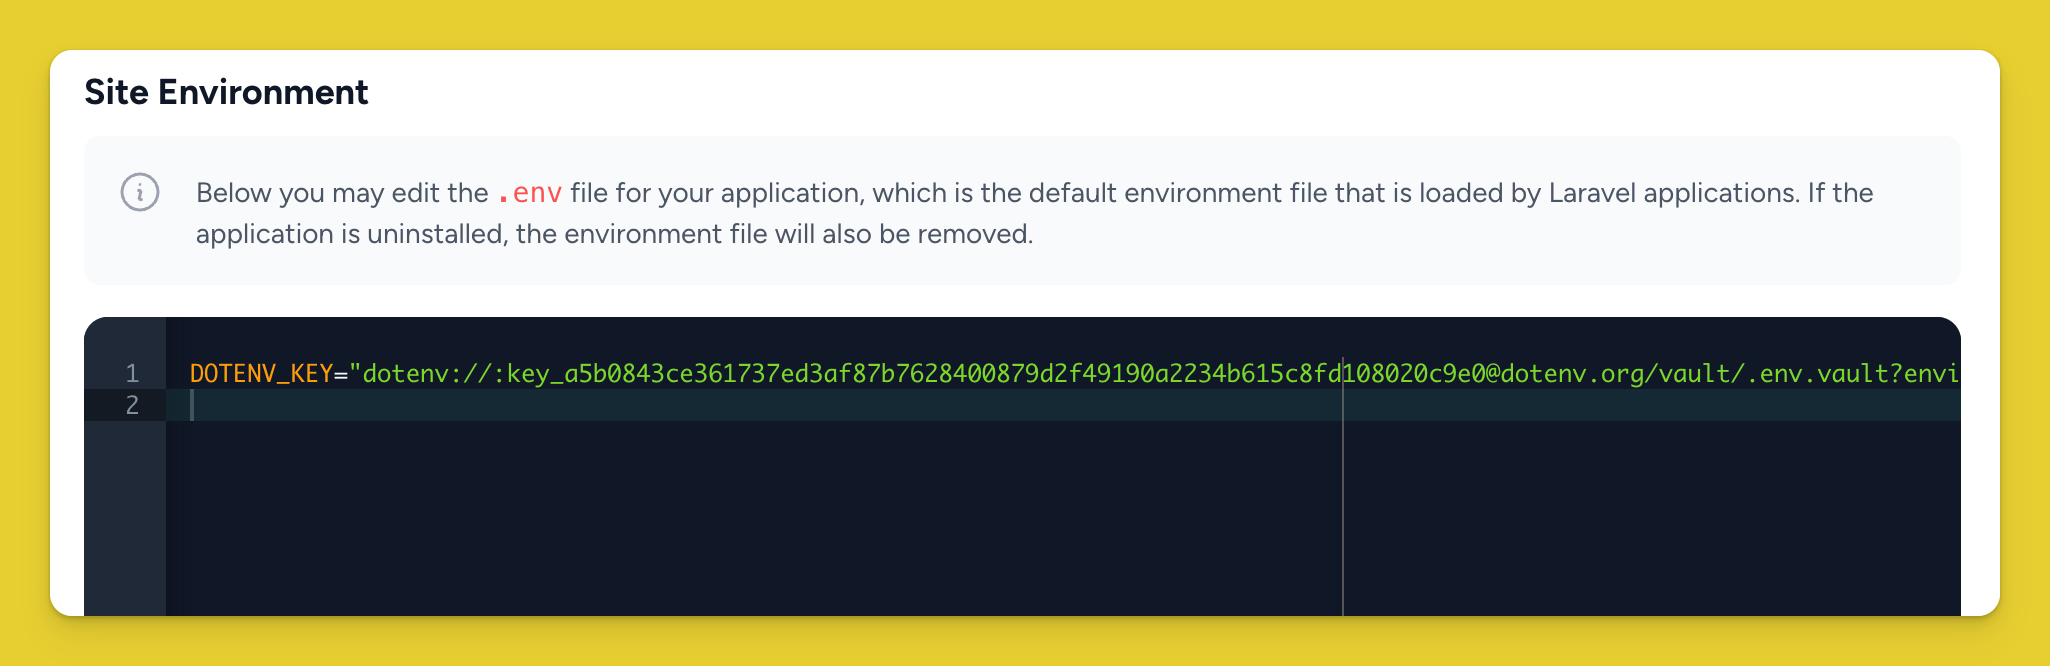 Site Environment
Below you may edit the .env file for your application, which is the default environment file that is loaded by Laravel applications. If the
application is uninstalled, the environment file will also be removed.
1 DOTENV_KEY="dotenv://:key_a5b0843ce361737ed3af87b7628400879d2f49190a2234b615c8fd108020c9e0@dotenv.org/vault/.env.vault?envi
2